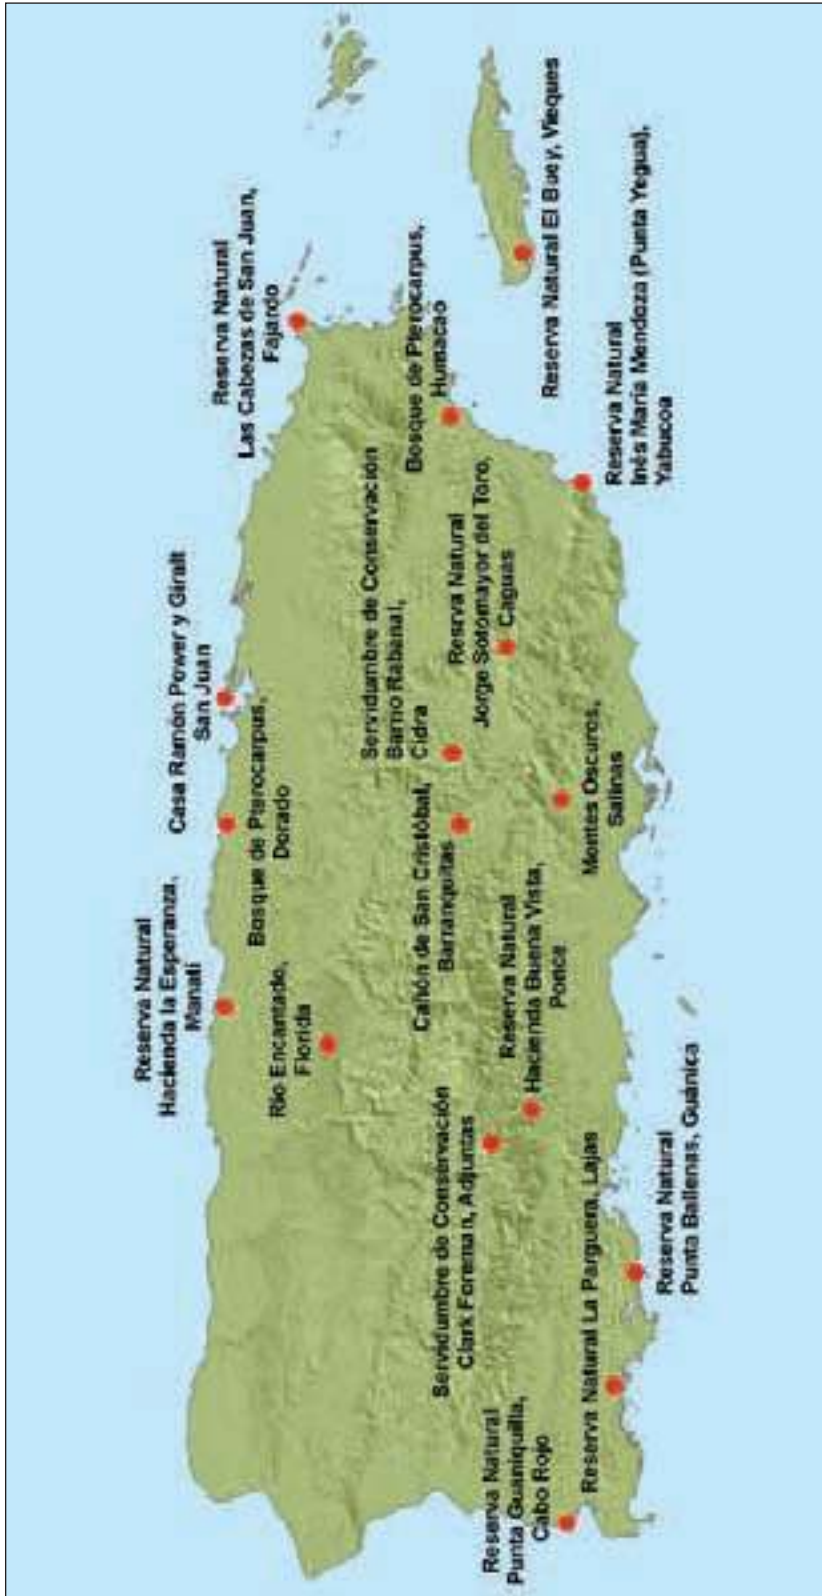 Reserva Natural
Hacienda la Esperanza,
Manatí
Casa Ramón Power y Giralt
San Juan
Reserva Natural
Las Cabezas de San Juan,
Fajardo
Río Encantado,
Florida
Bosque de Pterocarpus,
Dorado
Servidumbre de Conservación
Barrio Rabanal,
Cidra
Bosque de Pterocarpus,
Humacao
Cañón de San Cristóbal,
Barranquitas
Resrva Natural
Jorge Sotomayor del Toro,
Caguas
Servidumbre de Conservación
Clark Foreman, Adjuntas
Reserva Natural
Hacienda Buena Vista,
Ponce
Reserva Natural El Buey, Vieques
Reserva Natural
Punta Guaniquilla,
Cabo Rojo
Montes Oscuros,
Salinas
Reserva Natural
Inés María Mendoza (Punta Yegua),
Yabucoa
Reserva Natural La Parguera, Lajas
Reserva Natural
Punta Ballenas, Guánica